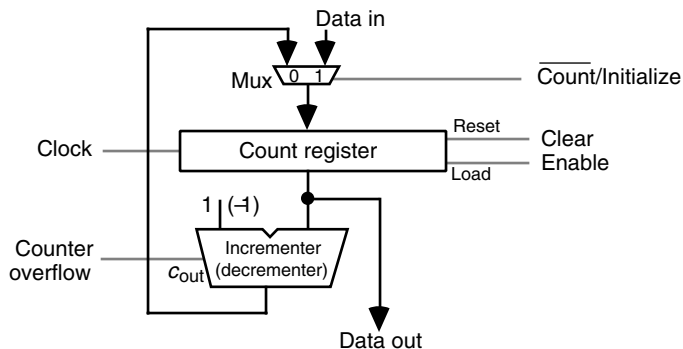 Data in
Mux
0 1
C̅o̅u̅n̅t̅/Initialize
Clock
Count register
Reset
Clear
Load
Enable
1 (–1)
Counter
overflow
Incrementer
(decrementer)
cout
Data out